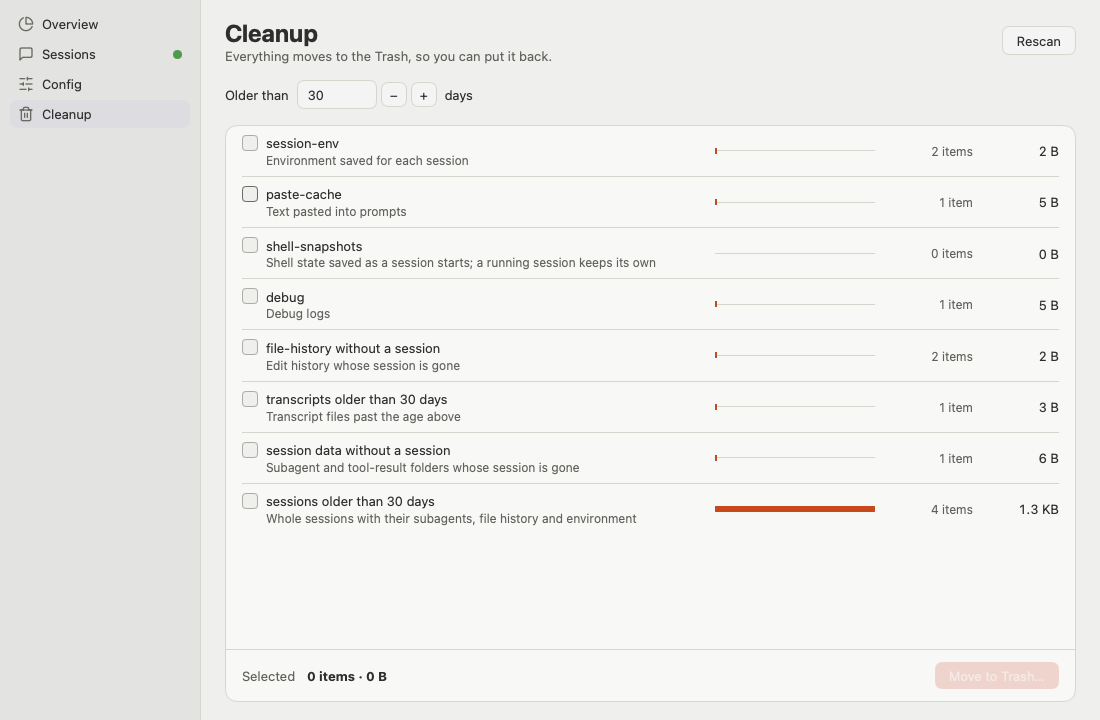 Overview
Sessions
Config
Cleanup
Cleanup
Everything moves to the Trash, so you can put it back.
Rescan
Older than 30 − + days
session-env
Environment saved for each session
2 items 2 B
paste-cache
Text pasted into prompts
1 item 5 B
shell-snapshots
Shell state saved as a session starts; a running session keeps its own
0 items 0 B
debug
Debug logs
1 item 5 B
file-history without a session
Edit history whose session is gone
2 items 2 B
transcripts older than 30 days
Transcript files past the age above
1 item 3 B
session data without a session
Subagent and tool-result folders whose session is gone
1 item 6 B
sessions older than 30 days
Whole sessions with their subagents, file history and environment
4 items 1.3 KB
Selected 0 items · 0 B
Move to Trash…